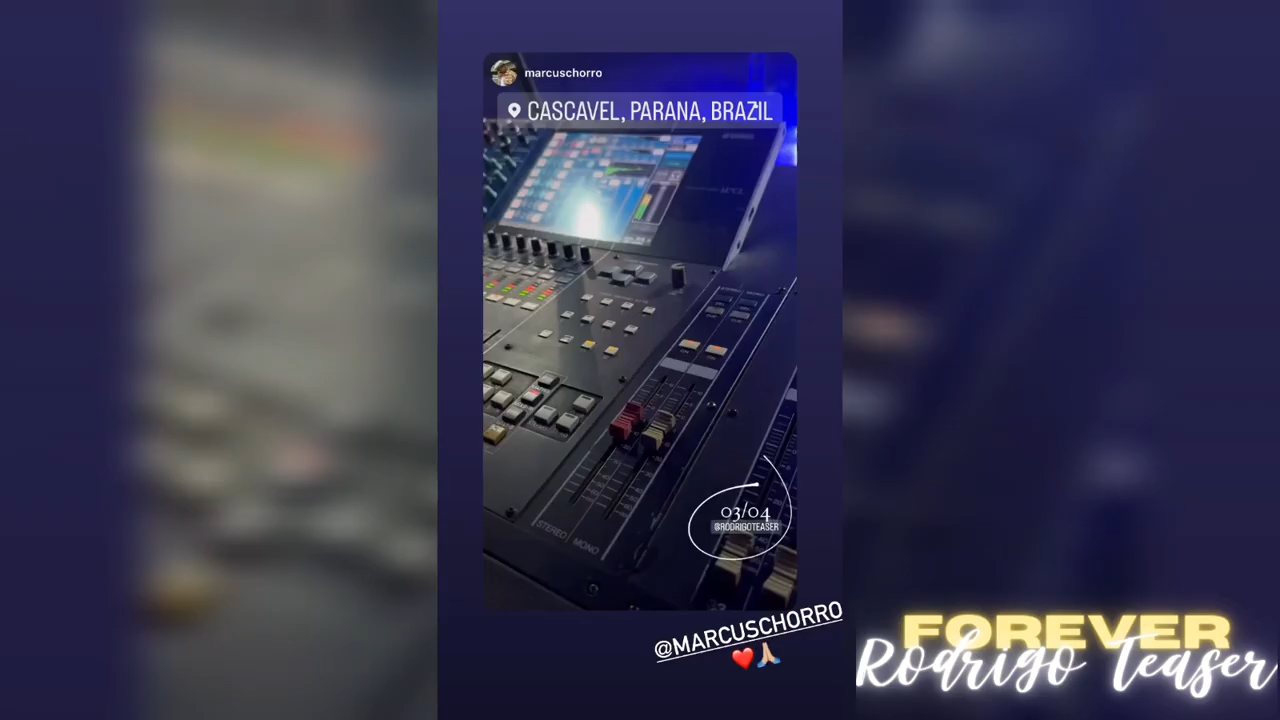 marcuschorro
CASCAVEL, PARANA, BRAZIL
STEREO
MONO
03/04
@RODRIGOTEASER
@MARCUSCHORRO
FOREVER
Rodrigo Teaser